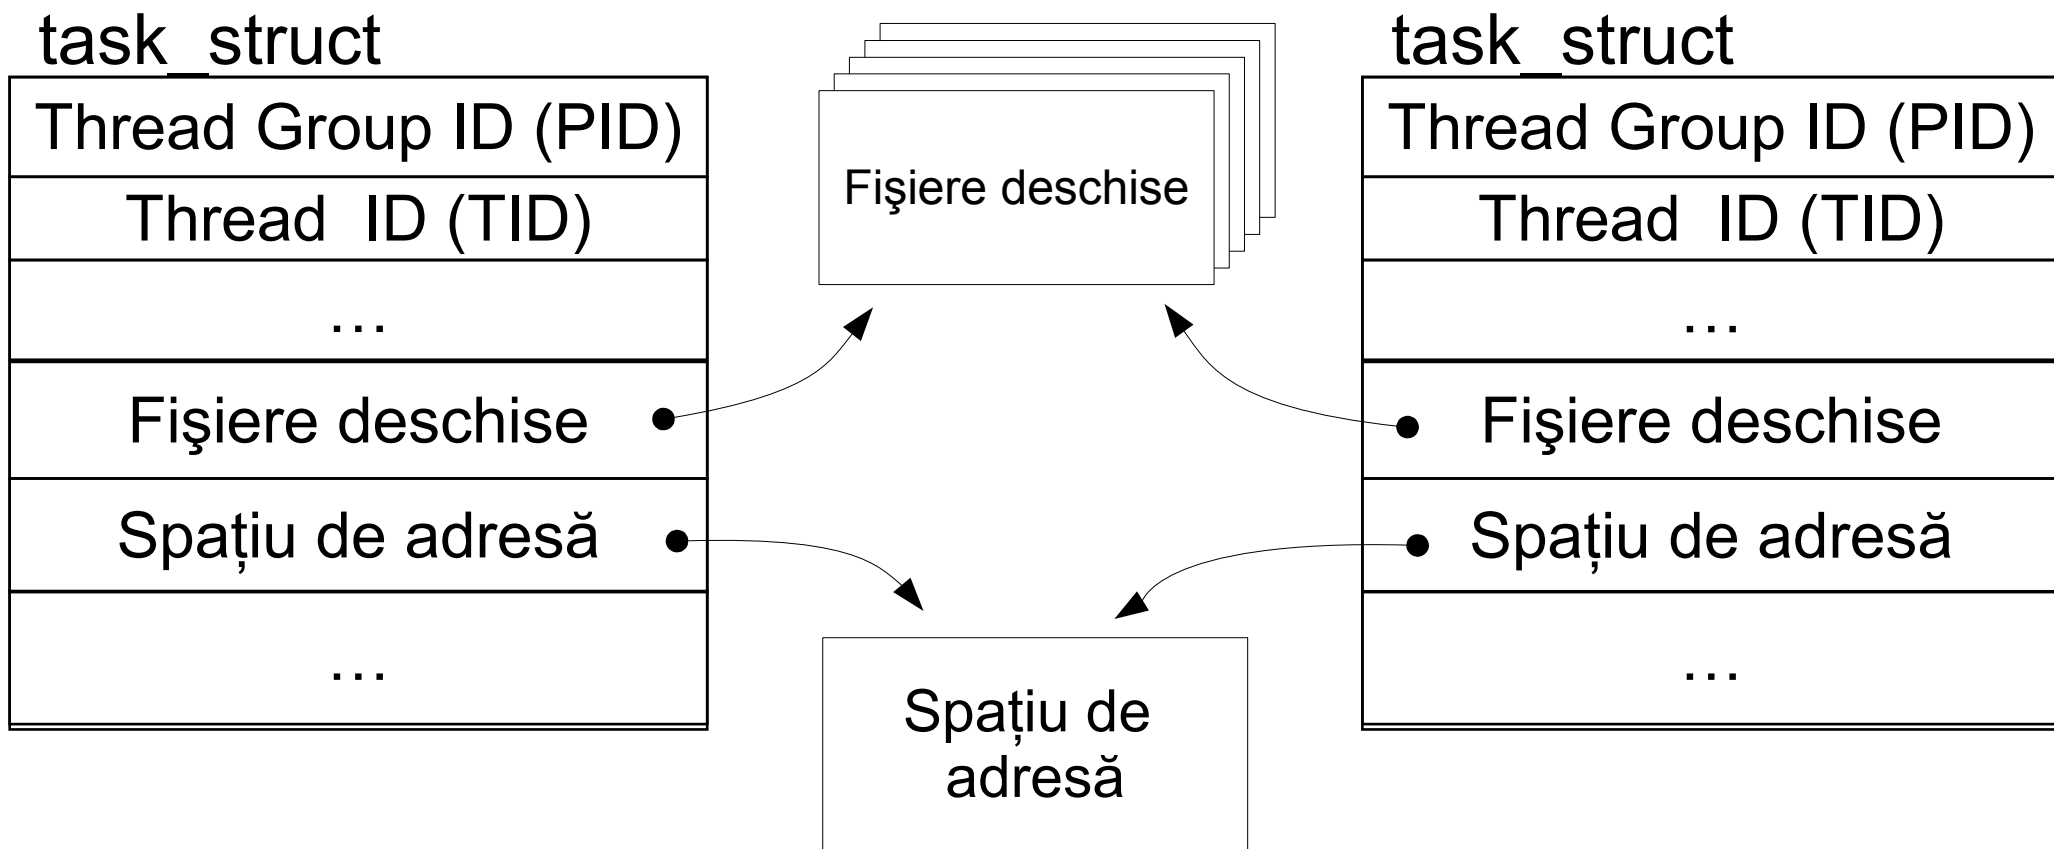 task_struct
Thread Group ID (PID)
Thread ID (TID)
…
Fişiere deschise
Spațiu de adresă
…
Fişiere deschise
Spațiu de
adresă
task_struct
Thread Group ID (PID)
Thread ID (TID)
…
Fişiere deschise
Spațiu de adresă
…